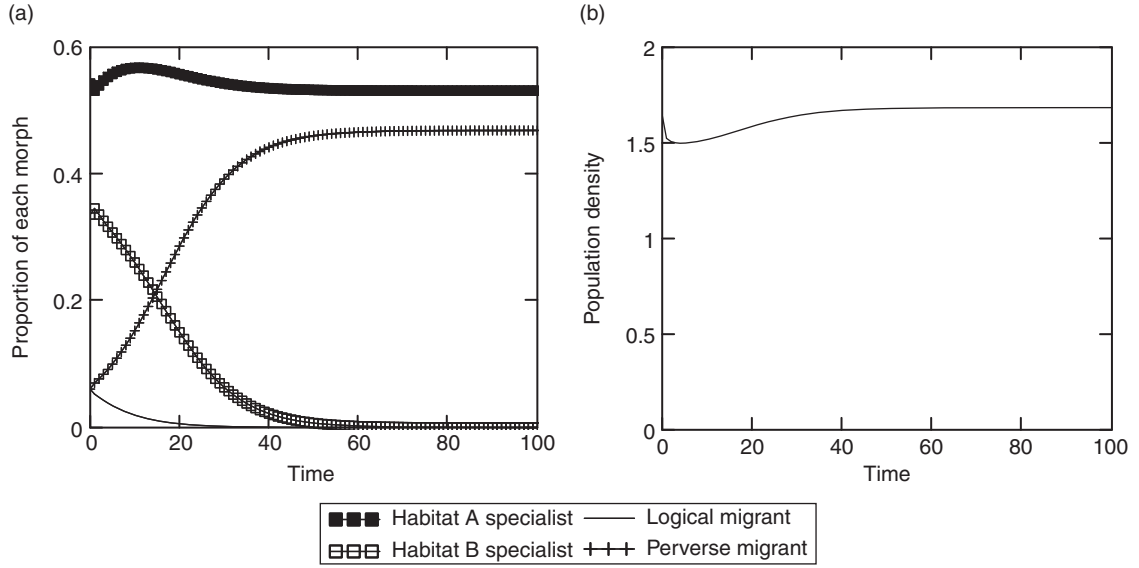 (a)
0.6
0.4
0.2
0
0 20 40 60 80 100
Proportion of each morph
Time
(b)
2
1.5
1
0.5
0
0 20 40 60 80 100
Population density
Time
Habitat A specialist
Logical migrant
Habitat B specialist
Perverse migrant